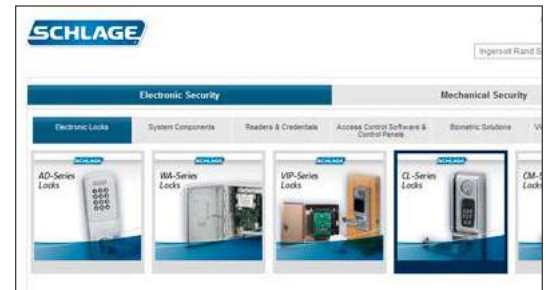 SCHLAGE
Ingersoll Rand S
Electronic Security
Mechanical Security
Electronic Locks
System Components
Readers & Credentials
Access Control Software &
Control Panels
Biometric Solutions
SCHLAGE
AD-Series
Locks
SCHLAGE
WA-Series
Locks
SCHLAGE
VIP-Series
Locks
SCHLAGE
CL-Series
Locks